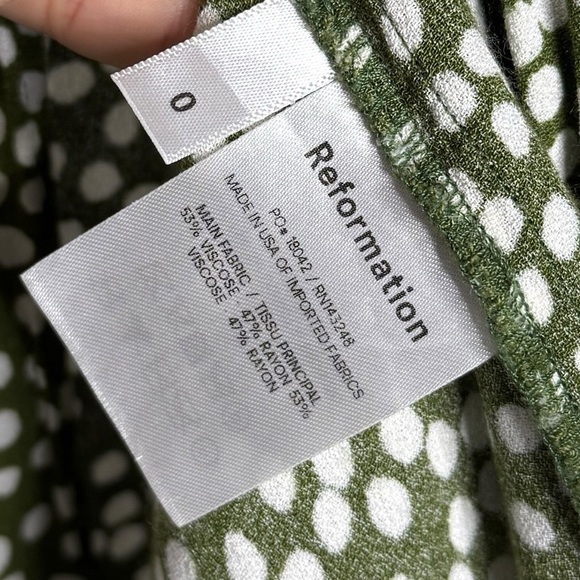 0
Reformation
PO# 18042 / RN143248
MADE IN USA OF IMPORTED FABRICS
MAIN FABRIC / TISSU PRINCIPAL
53% VISCOSE 47% RAYON 53%
VISCOSE 47% RAYON